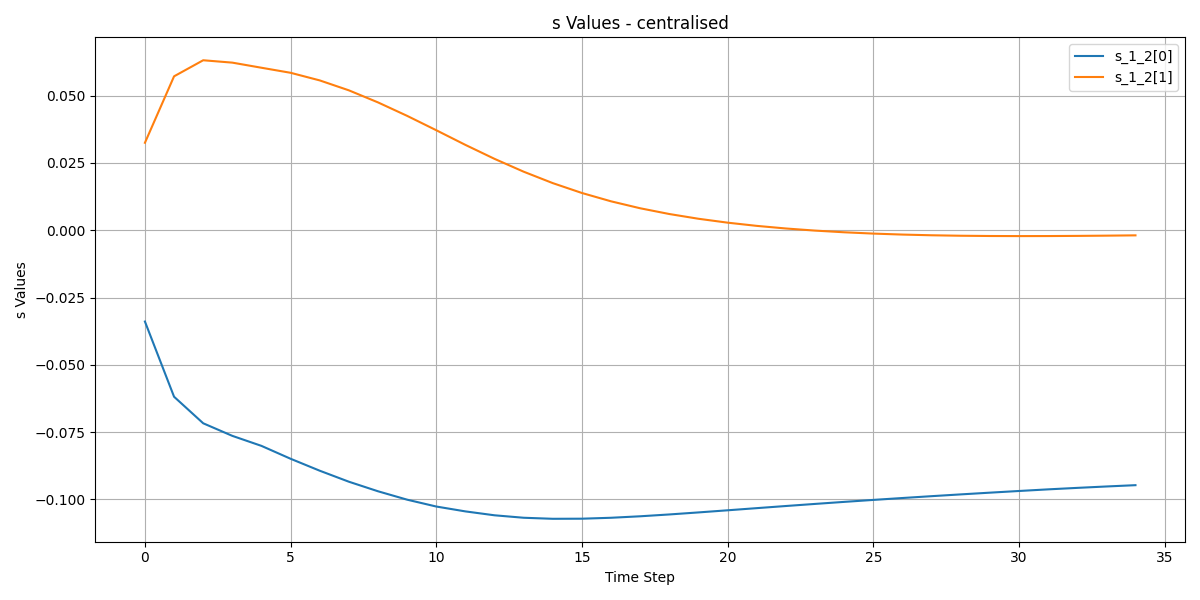 s Values - centralised
s_1_2[0]
s_1_2[1]
s Values
0.050
0.025
0.000
−0.025
−0.050
−0.075
−0.100
0 5 10 15 20 25 30 35
Time Step